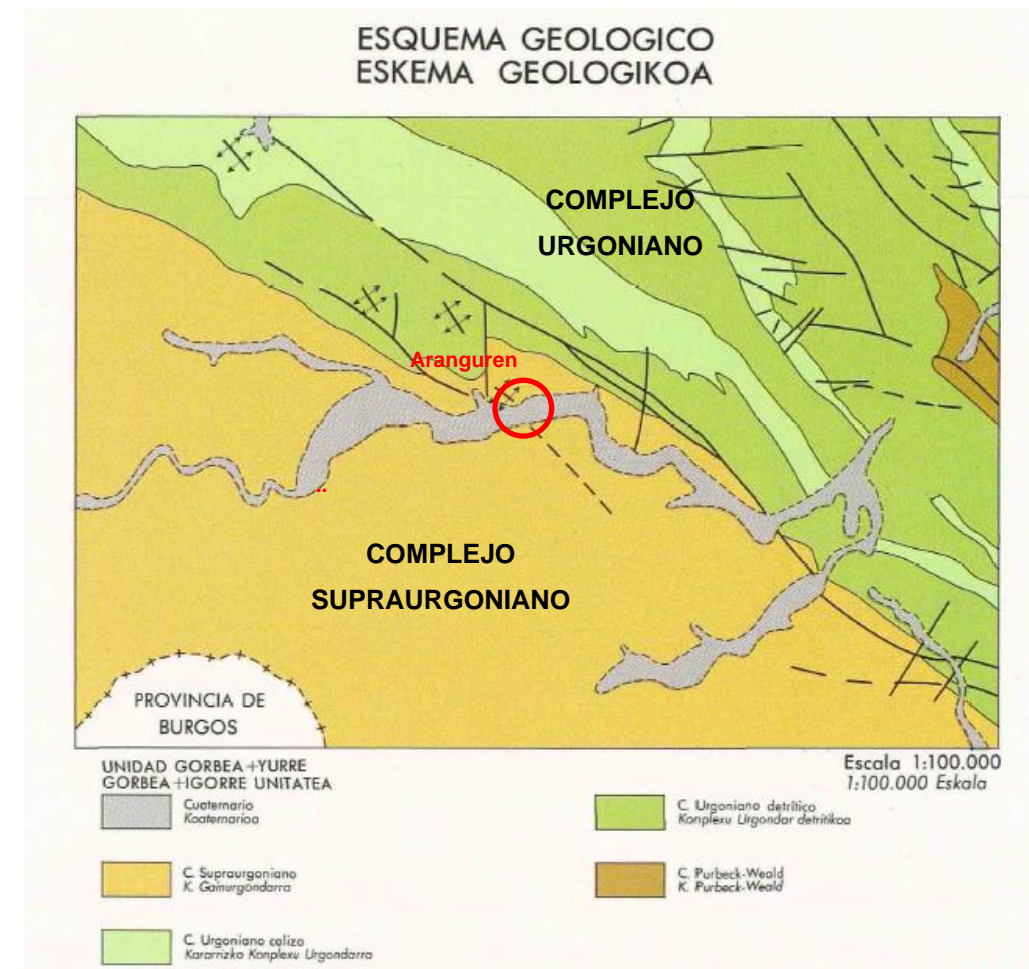 ESQUEMA GEOLOGICO
ESKEMA GEOLOGIKOA
COMPLEJO
URGONIANO
Aranguren
COMPLEJO
SUPRAURGONIANO
PROVINCIA DE
BURGOS
UNIDAD GORBEA+YURRE
GORBEA+IGORRE UNITATEA
Escala 1:100.000
1:100.000 Eskala
Cuaternario
Koaternarioa
C. Supraurgoniano
K. Gainurgondarra
C. Urgoniano calizo
Kararrizko Konplexu Urgondarra
C. Urgoniano detrítico
Konplexu Urgondar detritikoa
C. Purbeck-Weald
K. Purbeck-Weald